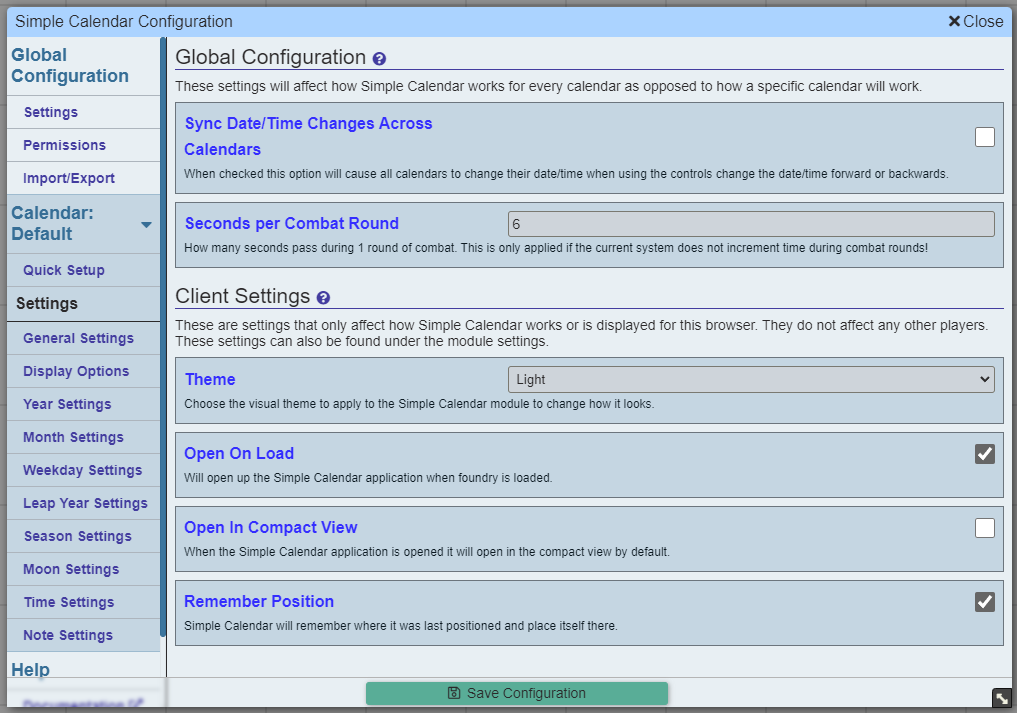 Simple Calendar Configuration
Close
Global
Configuration
Settings
Permissions
Import/Export
Calendar:
Default
Quick Setup
Settings
General Settings
Display Options
Year Settings
Month Settings
Weekday Settings
Leap Year Settings
Season Settings
Moon Settings
Time Settings
Note Settings
Help
Documentation
Global Configuration ?
These settings will affect how Simple Calendar works for every calendar as opposed to how a specific calendar will work.
Sync Date/Time Changes Across
Calendars
When checked this option will cause all calendars to change their date/time when using the controls change the date/time forward or backwards.
Seconds per Combat Round
6
How many seconds pass during 1 round of combat. This is only applied if the current system does not increment time during combat rounds!
Client Settings ?
These are settings that only affect how Simple Calendar works or is displayed for this browser. They do not affect any other players.
These settings can also be found under the module settings.
Theme
Light
Choose the visual theme to apply to the Simple Calendar module to change how it looks.
Open On Load
Will open up the Simple Calendar application when foundry is loaded.
Open In Compact View
When the Simple Calendar application is opened it will open in the compact view by default.
Remember Position
Simple Calendar will remember where it was last positioned and place itself there.
Save Configuration